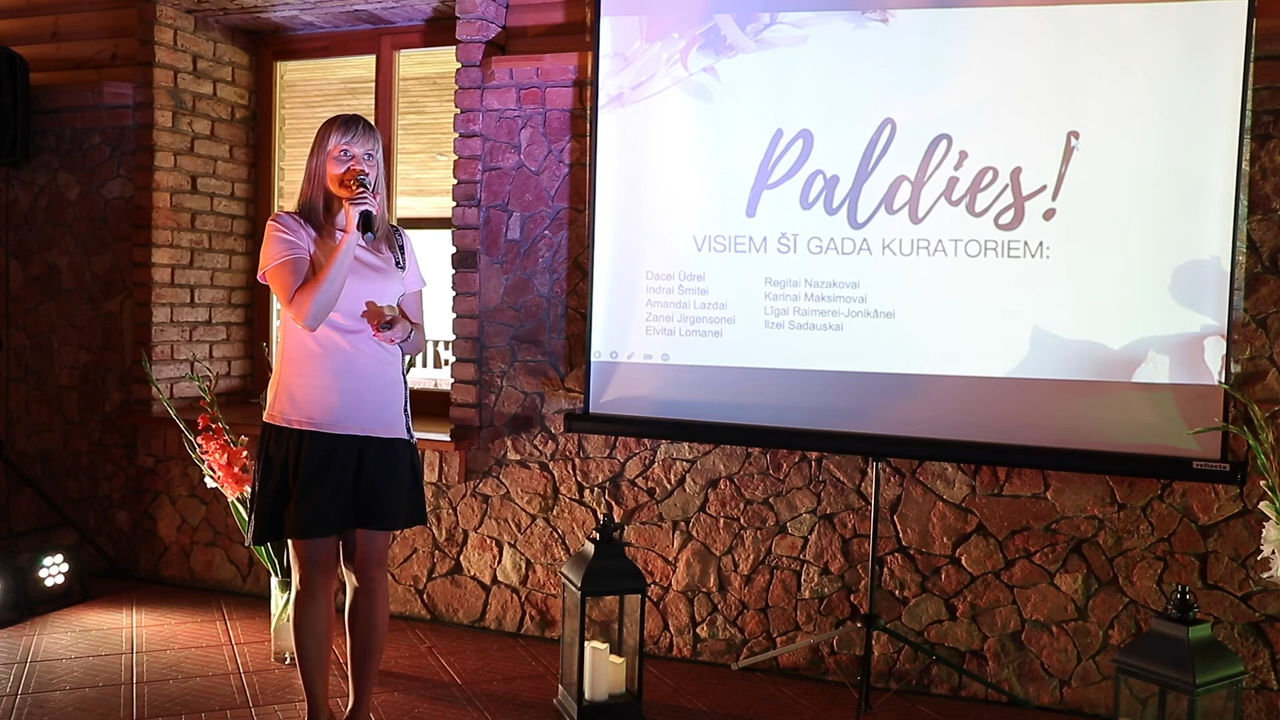 Paldies!
VISIEM ŠĪ GADA KURATORIEM:
Dacei Ūdrei
Indrai Šmitei
Amandai Lazdai
Zanei Jirgensonei
Elvitai Lomanei
Regitai Nazakovai
Karinai Maksimovai
Līgai Raimerei-Jonikānei
Ilzei Sadauskai
reflecta